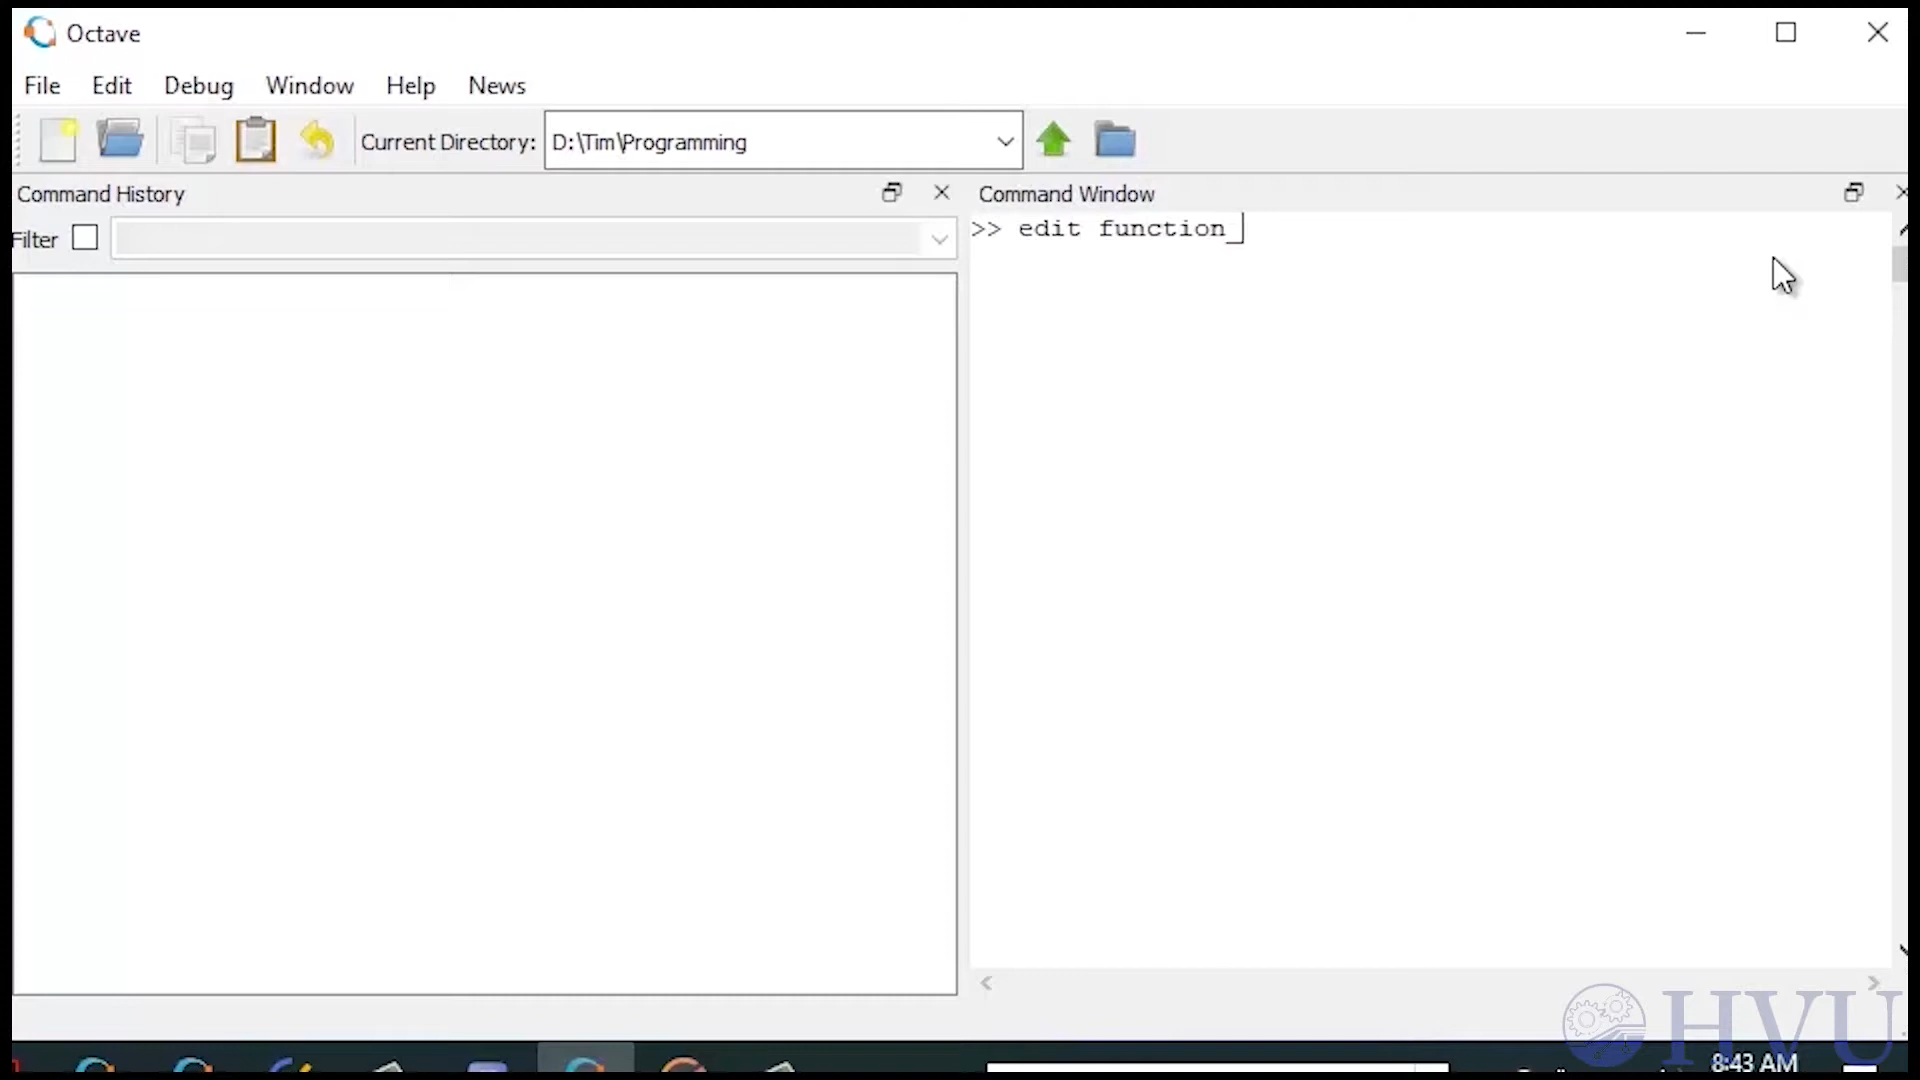 Octave
File Edit Debug Window Help News
Current Directory: D:\Tim\Programming
Command History
Command Window
Filter
>> edit function_
HVU
8:43 AM